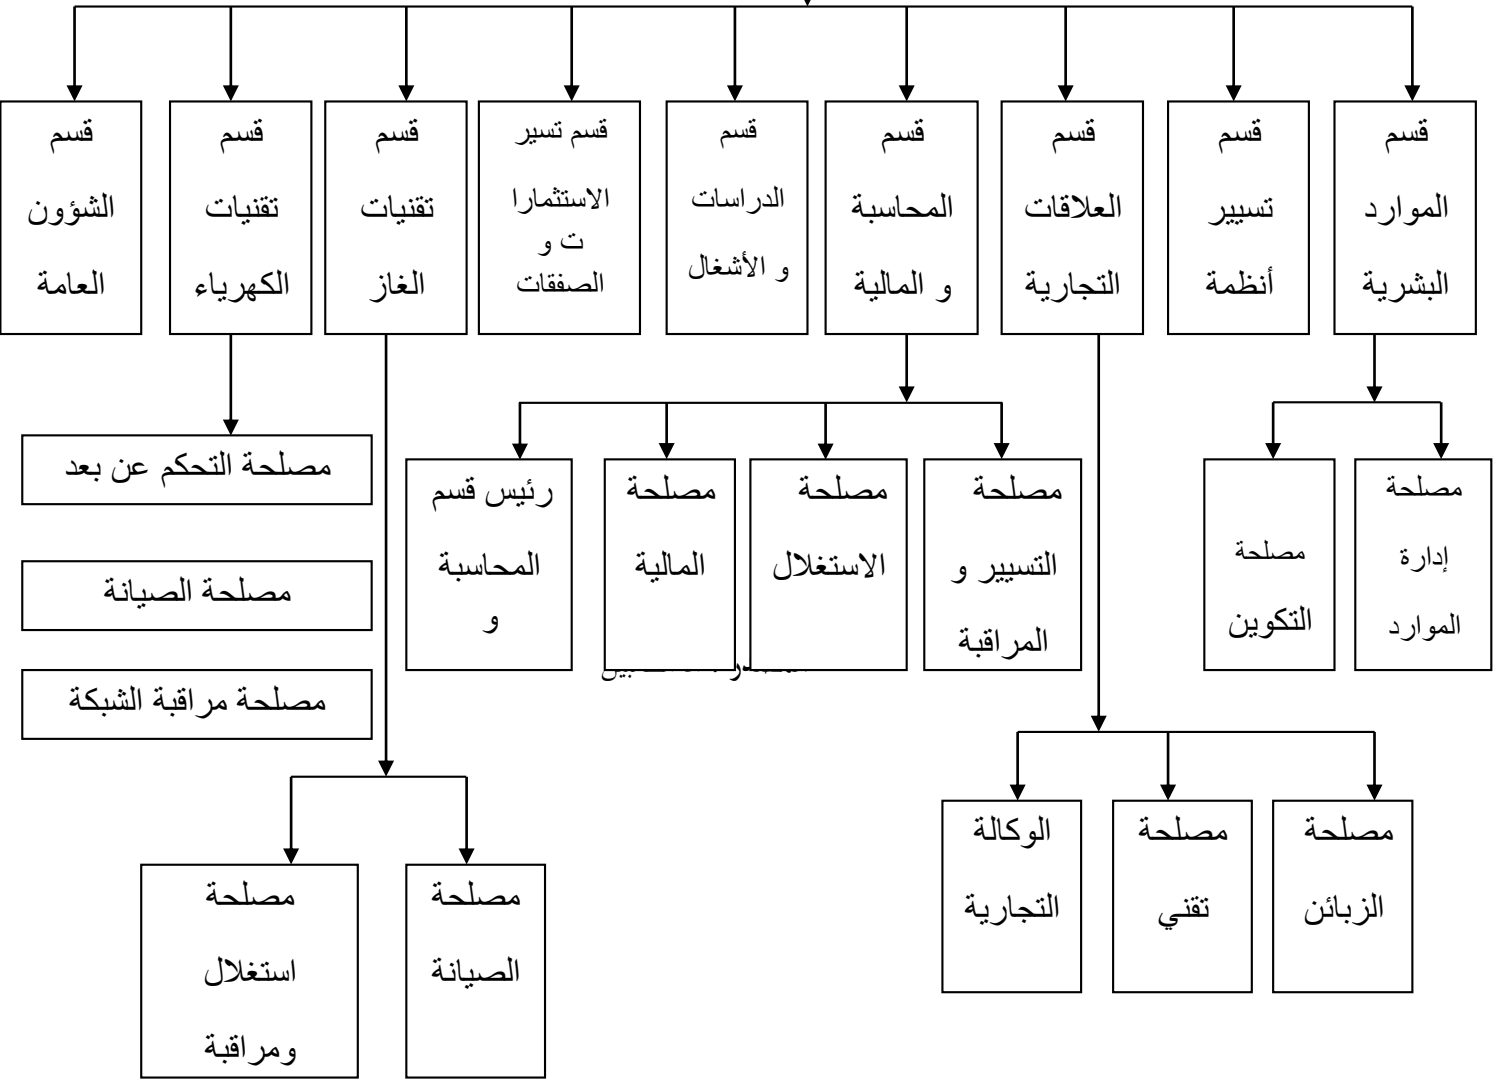 قسم
الموارد
البشرية
قسم
تسيير
أنظمة
قسم
العلاقات
التجارية
قسم
المحاسبة
و المالية
قسم
الدراسات
و الأشغال
قسم تسير
الاستثمارا
ت و
الصفقات
قسم
تقنيات
الغاز
قسم
تقنيات
الكهرباء
قسم
الشؤون
العامة
مصلحة
إدارة
الموارد
مصلحة
التكوين
مصلحة
التسيير و
المراقبة
مصلحة
الاستغلال
مصلحة
المالية
رئيس قسم
المحاسبة
و
مصلحة التحكم عن بعد
مصلحة الصيانة
مصلحة مراقبة الشبكة
مصلحة
الزبائن
مصلحة
تقني
الوكالة
التجارية
مصلحة
الصيانة
مصلحة
استغلال
ومراقبة